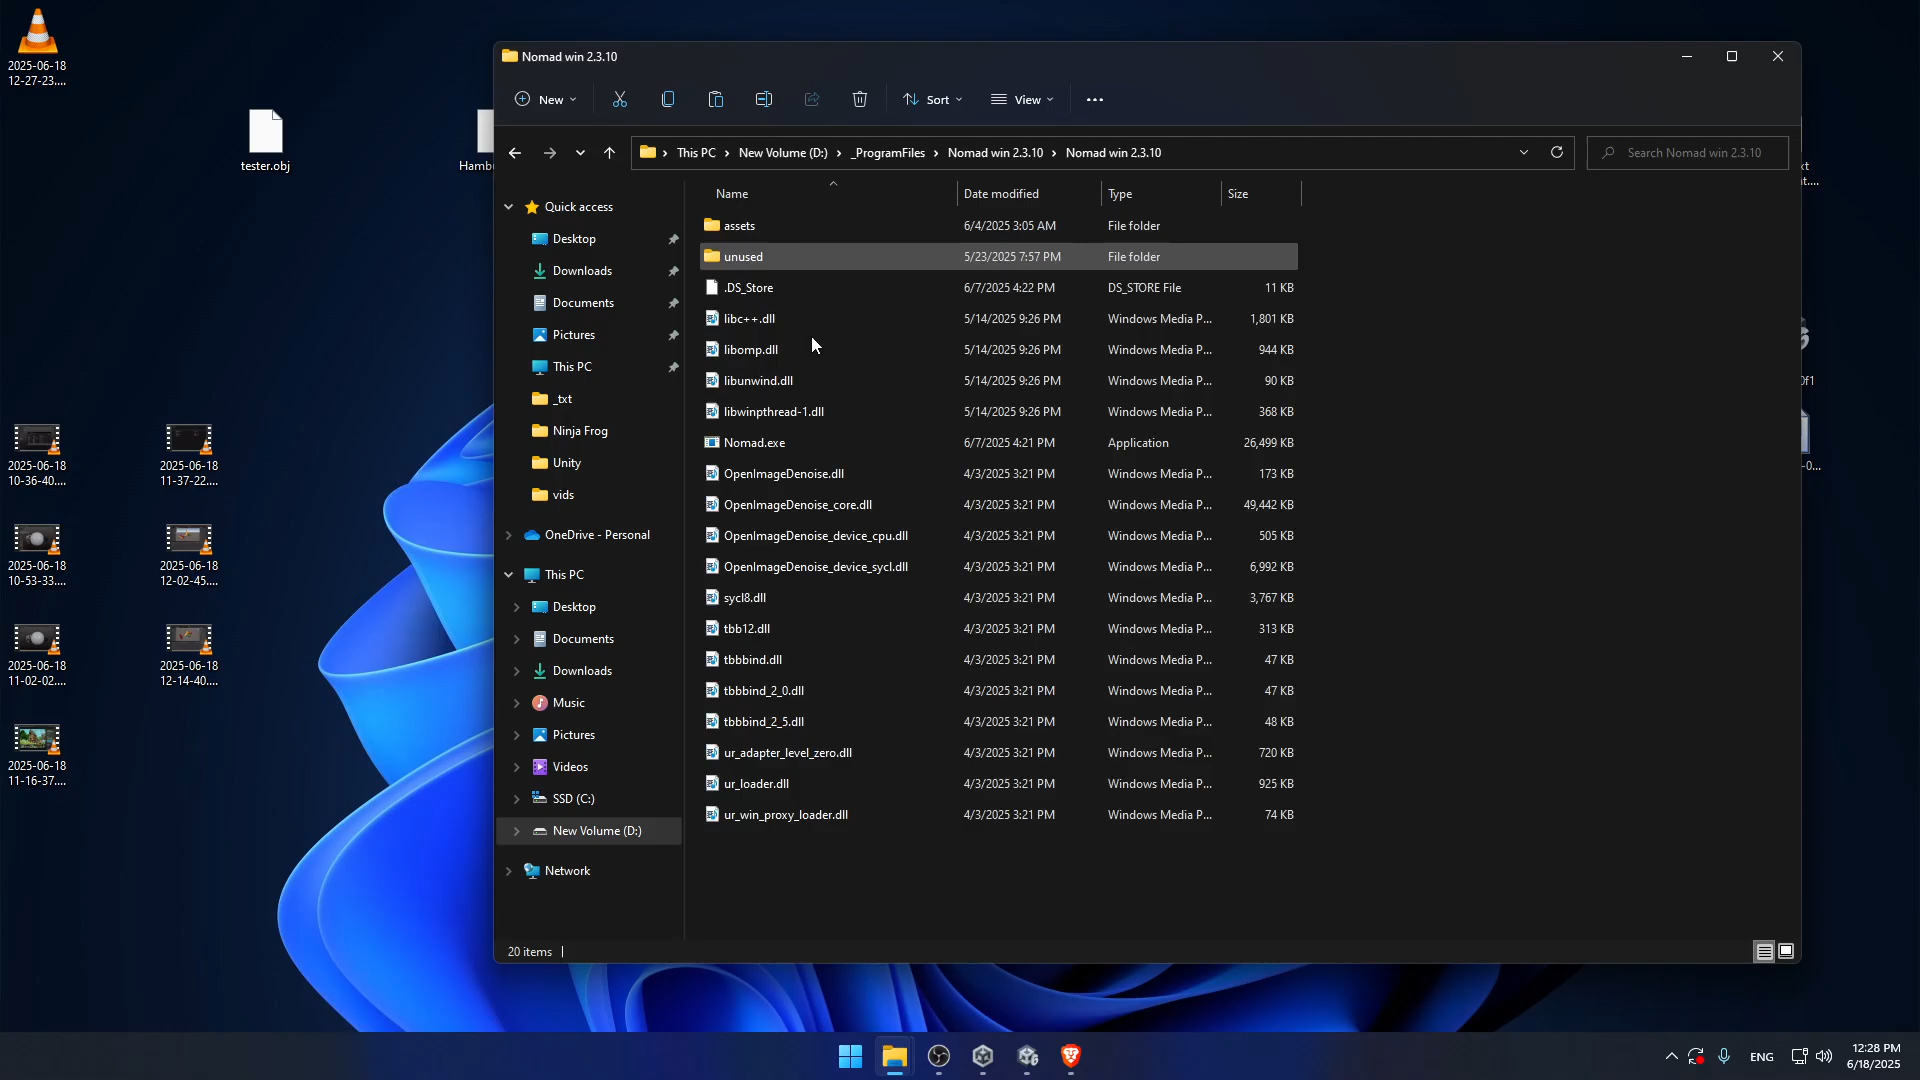 2025-06-18
12-27-23....
tester.obj
Hambu
2025-06-18
10-36-40....
2025-06-18
11-37-22....
2025-06-18
10-53-33....
2025-06-18
12-02-45....
2025-06-18
11-02-02....
2025-06-18
12-14-40....
2025-06-18
11-16-37....
Nomad win 2.3.10
New
Sort
View
This PC > New Volume (D:) > _ProgramFiles > Nomad win 2.3.10 > Nomad win 2.3.10
Search Nomad win 2.3.10
Quick access
Desktop
Downloads
Documents
Pictures
This PC
_txt
Ninja Frog
Unity
vids
OneDrive - Personal
This PC
Desktop
Documents
Downloads
Music
Pictures
Videos
SSD (C:)
New Volume (D:)
Network
Name Date modified Type Size
assets 6/4/2025 3:05 AM File folder
unused 5/23/2025 7:57 PM File folder
.DS_Store 6/7/2025 4:22 PM DS_STORE File 11 KB
libc++.dll 5/14/2025 9:26 PM Windows Media P... 1,801 KB
libomp.dll 5/14/2025 9:26 PM Windows Media P... 944 KB
libunwind.dll 5/14/2025 9:26 PM Windows Media P... 90 KB
libwinpthread-1.dll 5/14/2025 9:26 PM Windows Media P... 368 KB
Nomad.exe 6/7/2025 4:21 PM Application 26,499 KB
OpenImageDenoise.dll 4/3/2025 3:21 PM Windows Media P... 173 KB
OpenImageDenoise_core.dll 4/3/2025 3:21 PM Windows Media P... 49,442 KB
OpenImageDenoise_device_cpu.dll 4/3/2025 3:21 PM Windows Media P... 505 KB
OpenImageDenoise_device_sycl.dll 4/3/2025 3:21 PM Windows Media P... 6,992 KB
sycl8.dll 4/3/2025 3:21 PM Windows Media P... 3,767 KB
tbb12.dll 4/3/2025 3:21 PM Windows Media P... 313 KB
tbbbind.dll 4/3/2025 3:21 PM Windows Media P... 47 KB
tbbbind_2_0.dll 4/3/2025 3:21 PM Windows Media P... 47 KB
tbbbind_2_5.dll 4/3/2025 3:21 PM Windows Media P... 48 KB
ur_adapter_level_zero.dll 4/3/2025 3:21 PM Windows Media P... 720 KB
ur_loader.dll 4/3/2025 3:21 PM Windows Media P... 925 KB
ur_win_proxy_loader.dll 4/3/2025 3:21 PM Windows Media P... 74 KB
20 items
ENG
12:28 PM
6/18/2025